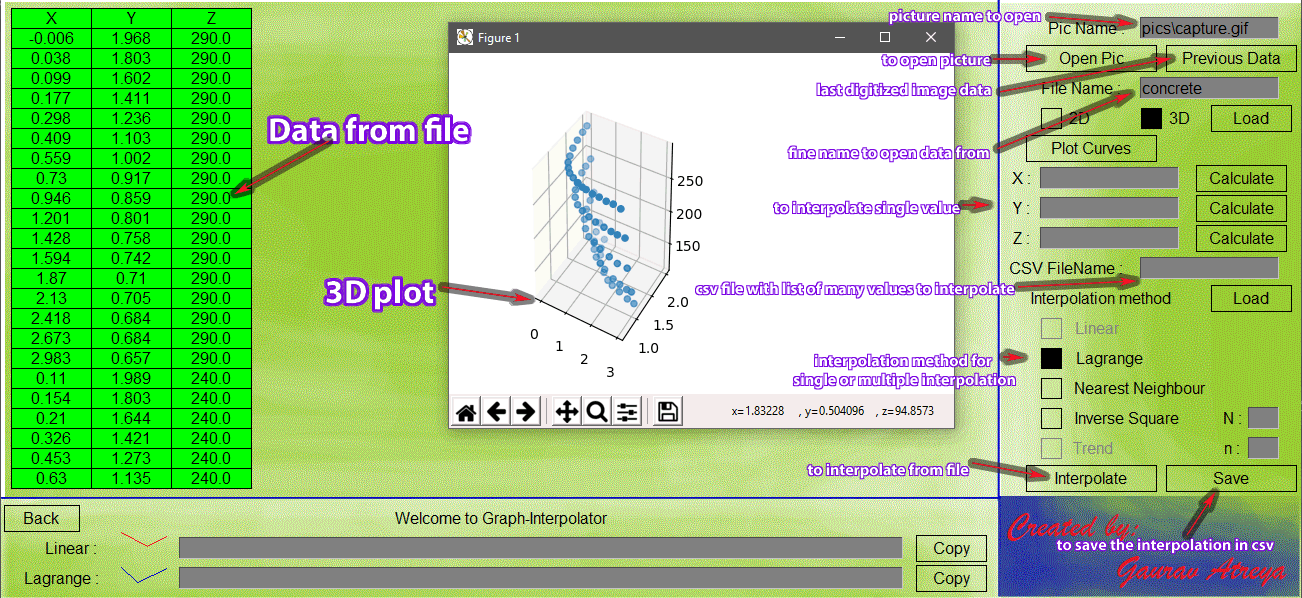 X Y Z
-0.006 1.968 290.0
0.038 1.803 290.0
0.099 1.602 290.0
0.177 1.411 290.0
0.298 1.236 290.0
0.409 1.103 290.0
0.559 1.002 290.0
0.73 0.917 290.0
0.946 0.859 290.0
1.201 0.801 290.0
1.428 0.758 290.0
1.594 0.742 290.0
1.87 0.71 290.0
2.13 0.705 290.0
2.418 0.684 290.0
2.673 0.684 290.0
2.983 0.657 290.0
0.11 1.989 240.0
0.154 1.803 240.0
0.21 1.644 240.0
0.326 1.421 240.0
0.453 1.273 240.0
0.63 1.135 240.0
Data from file
3D plot
Figure 1
250
200
150
2.0
1.5
1.0
0
1
2
3
x=1.83228 , y=0.504096 , z=94.8573
picture name to open
to open picture
last digitized image data
fine name to open data from
to interpolate single value
csv file with list of many values to interpolate
interpolation method for
single or multiple interpolation
to interpolate from file
Pic Name : pics\capture.gif
Open Pic Previous Data
File Name : concrete
2D 3D Load
Plot Curves
X : Calculate
Y : Calculate
Z : Calculate
CSV FileName :
Interpolation method Load
Linear
Lagrange
Nearest Neighbour
Inverse Square N :
Trend n :
Interpolate Save
Back Welcome to Graph-Interpolator
Linear : Copy
Lagrange : Copy
Created by:
to save the interpolation in csv
Gaurav Atreya